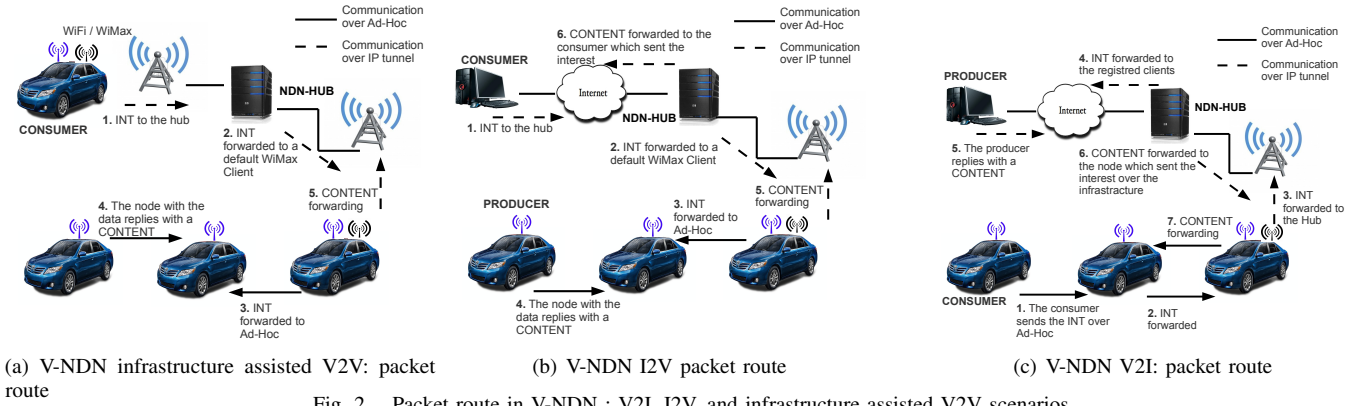 WiFi / WiMax
Communication
over Ad-Hoc
Communication
over IP tunnel
NDN-HUB
CONSUMER
1. INT to the hub
2. INT
forwarded to a
default WiMax
Client
5. CONTENT
forwarding
4. The node with the
data replies with a
CONTENT
3. INT
forwarded to
Ad-Hoc
(a) V-NDN infrastructure assisted V2V: packet
route
Communication
over Ad-Hoc
Communication
over IP tunnel
6. CONTENT forwarded to the
consumer which sent the
interest
CONSUMER
Internet
NDN-HUB
1. INT to the hub
2. INT forwarded to a
default WiMax Client
5. CONTENT
forwarding
PRODUCER
3. INT
forwarded to
Ad-Hoc
4. The node with the
data replies with a
CONTENT
(b) V-NDN I2V packet route
Communication
over Ad-Hoc
Communication
over IP tunnel
4. INT forwarded to
the registred clients
PRODUCER
Internet
NDN-HUB
5. The producer
replies with a
CONTENT
6. CONTENT forwarded to
the node which sent the
interest over the
infrastracture
3. INT
forwarded to
the Hub
7. CONTENT
forwarding
CONSUMER
1. The consumer
sends the INT over
Ad-Hoc
2. INT
forwarded
(c) V-NDN V2I: packet route
Fig. 2. Packet route in V-NDN : V2I, I2V, and infrastructure assisted V2V scenarios